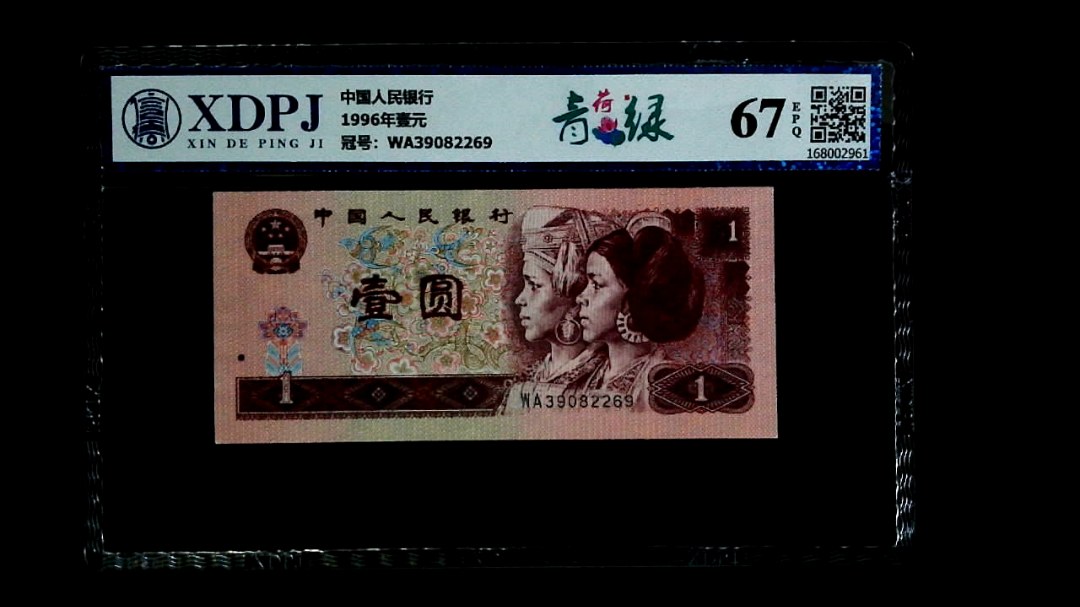 XDPJ
XIN DE PING JI
中国人民银行
1996年壹元
冠号：WA39082269
青荷绿
67
EPQ
168002961
中国人民银行
1
壹圆
1
WA39082269
1